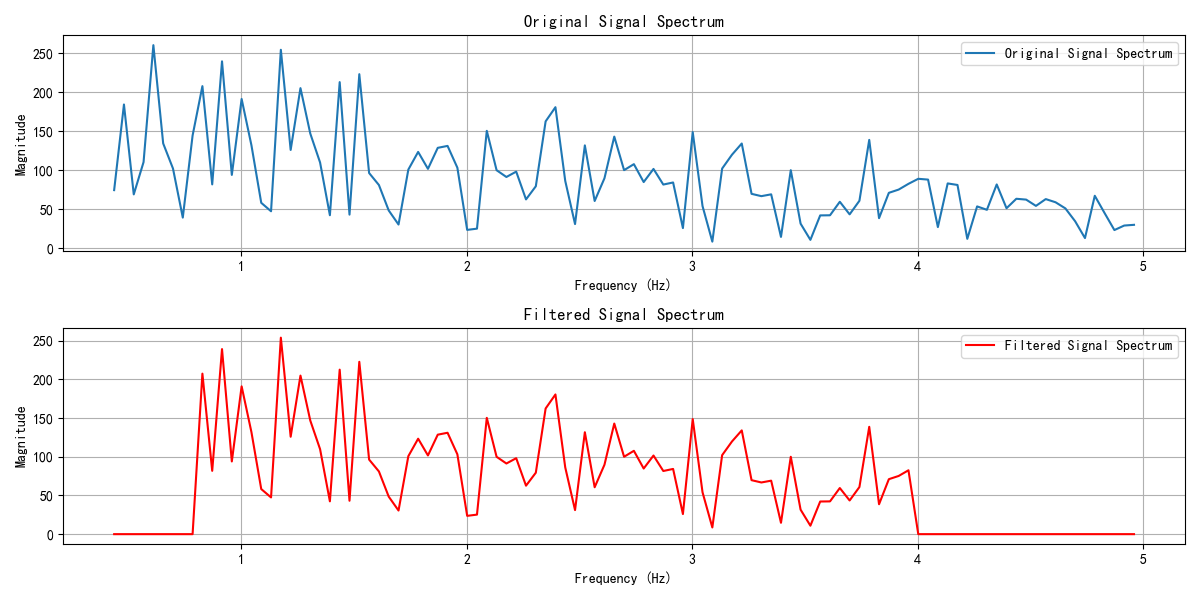 Original Signal Spectrum
Original Signal Spectrum
Magnitude
250
200
150
100
50
0
1 2 3 4 5
Frequency (Hz)
Filtered Signal Spectrum
Filtered Signal Spectrum
Magnitude
250
200
150
100
50
0
1 2 3 4 5
Frequency (Hz)